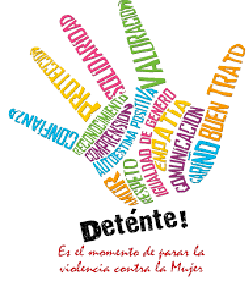 CONFIANZA
PROTECCION
SOLIDARIDAD
VALORACION
BUEN TRATO
RECONOCIMIENTO
COMPRENSION
AUTOESTIMA POSITIVA
AMOR
RESPETO
IGUALDAD DE GENERO
EMPATIA
COMUNICACION
CARIÑO
Deténte!
Es el momento de parar la
violencia contra la Mujer